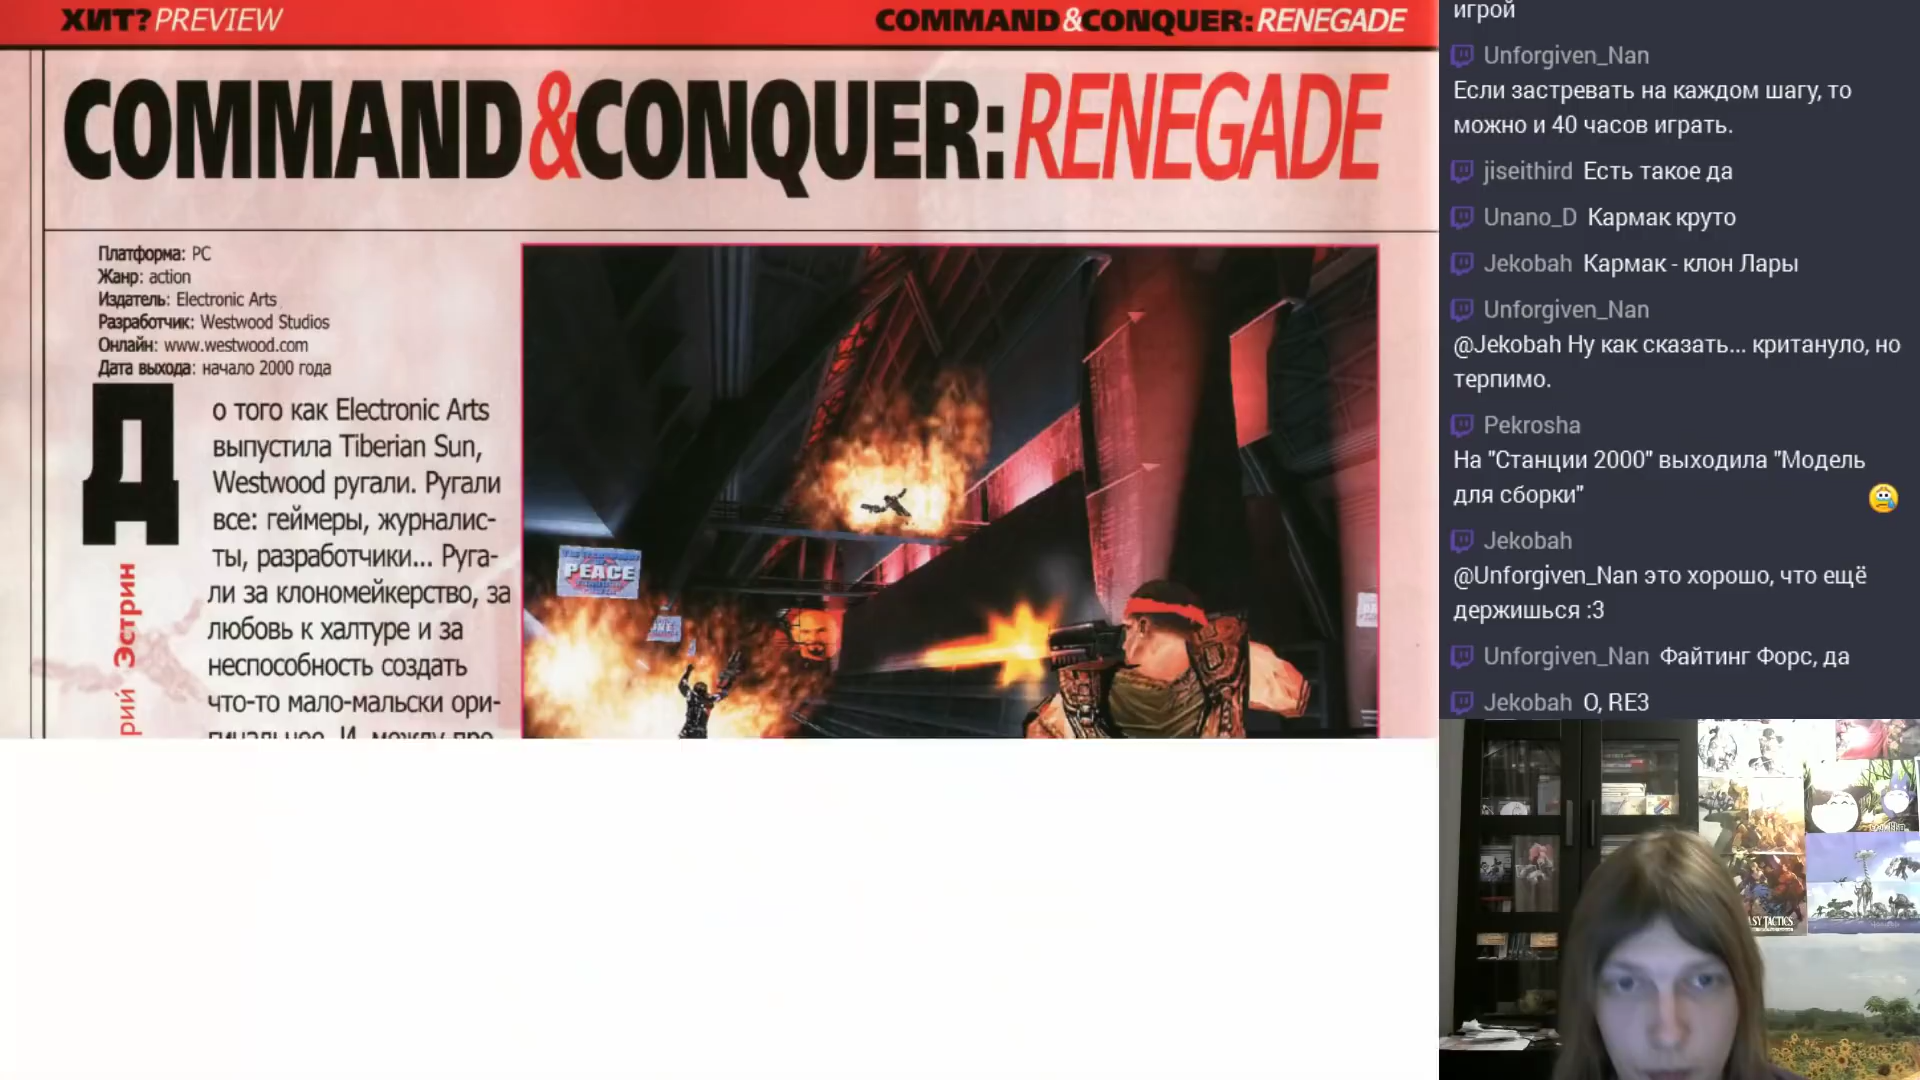 ХИТ? PREVIEW
COMMAND&CONQUER: RENEGADE
COMMAND&CONQUER: RENEGADE
Платформа: PC
Жанр: action
Издатель: Electronic Arts
Разработчик: Westwood Studios
Онлайн: www.westwood.com
Дата выхода: начало 2000 года
До того как Electronic Arts
выпустила Tiberian Sun,
Westwood ругали. Ругали
все: геймеры, журналис-
ты, разработчики... Руга-
ли за клономейкерство, за
любовь к халтуре и за
неспособность создать
что-то мало-мальски ори-
Эстрин
PEACE
игрой
Unforgiven_Nan
Если застревать на каждом шагу, то
можно и 40 часов играть.
jiseithird Есть такое да
Unano_D Кармак круто
Jekobah Кармак - клон Лары
Unforgiven_Nan
@Jekobah Ну как сказать... критануло, но
терпимо.
Pekrosha
На "Станции 2000" выходила "Модель
для сборки"
Jekobah
@Unforgiven_Nan это хорошо, что ещё
держишься :3
Unforgiven_Nan Файтинг Форс, да
Jekobah О, RE3